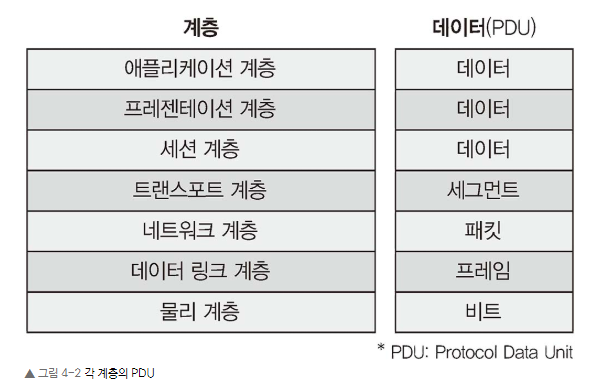 계층 데이터(PDU)
애플리케이션 계층 데이터
프레젠테이션 계층 데이터
세션 계층 데이터
트랜스포트 계층 세그먼트
네트워크 계층 패킷
데이터 링크 계층 프레임
물리 계층 비트
* PDU: Protocol Data Unit
▲ 그림 4-2 각 계층의 PDU